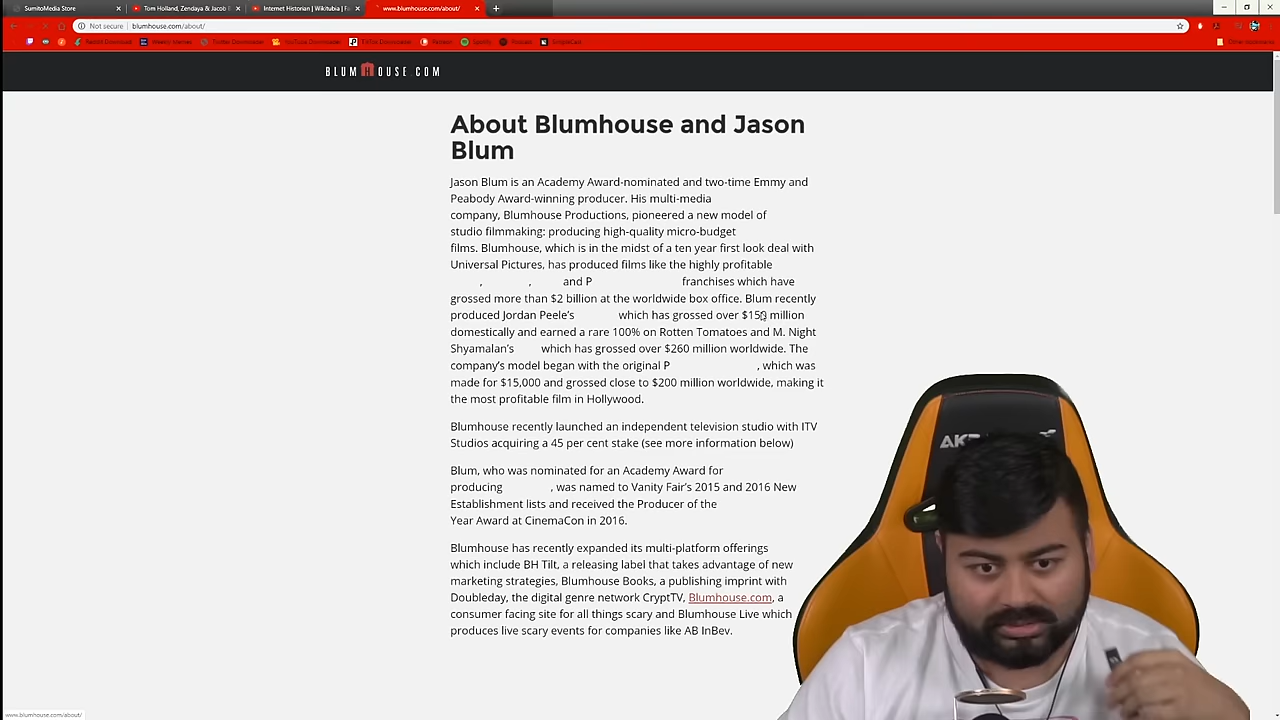 SumitoMedia Store
Tom Holland, Zendaya & Jacob B
Internet Historian | Wikitubia | Fa
www.blumhouse.com/about/
Not secure | blumhouse.com/about/
Reddit Download
Weekly Memes
Twitter Downloader
YouTube Downloader
TikTok Downloader
Patreon
Spotify
SimpleCast
BLUMHOUSE.COM
About Blumhouse and Jason
Blum
Jason Blum is an Academy Award-nominated and two-time Emmy and
Peabody Award-winning producer. His multi-media
company, Blumhouse Productions, pioneered a new model of
studio filmmaking: producing high-quality micro-budget
films. Blumhouse, which is in the midst of a ten year first look deal with
Universal Pictures, has produced films like the highly profitable
, , and P franchises which have
grossed more than $2 billion at the worldwide box office. Blum recently
produced Jordan Peele's which has grossed over $150 million
domestically and earned a rare 100% on Rotten Tomatoes and M. Night
Shyamalan's which has grossed over $260 million worldwide. The
company's model began with the original P , which was
made for $15,000 and grossed close to $200 million worldwide, making it
the most profitable film in Hollywood.
Blumhouse recently launched an independent television studio with ITV
Studios acquiring a 45 per cent stake (see more information below)
Blum, who was nominated for an Academy Award for
producing , was named to Vanity Fair's 2015 and 2016 New
Establishment lists and received the Producer of the
Year Award at CinemaCon in 2016.
Blumhouse has recently expanded its multi-platform offerings
which include BH Tilt, a releasing label that takes advantage of new
marketing strategies, Blumhouse Books, a publishing imprint with
Doubleday, the digital genre network CryptTV, Blumhouse.com, a
consumer facing site for all things scary and Blumhouse Live which
produces live scary events for companies like AB InBev.
www.blumhouse.com/about/